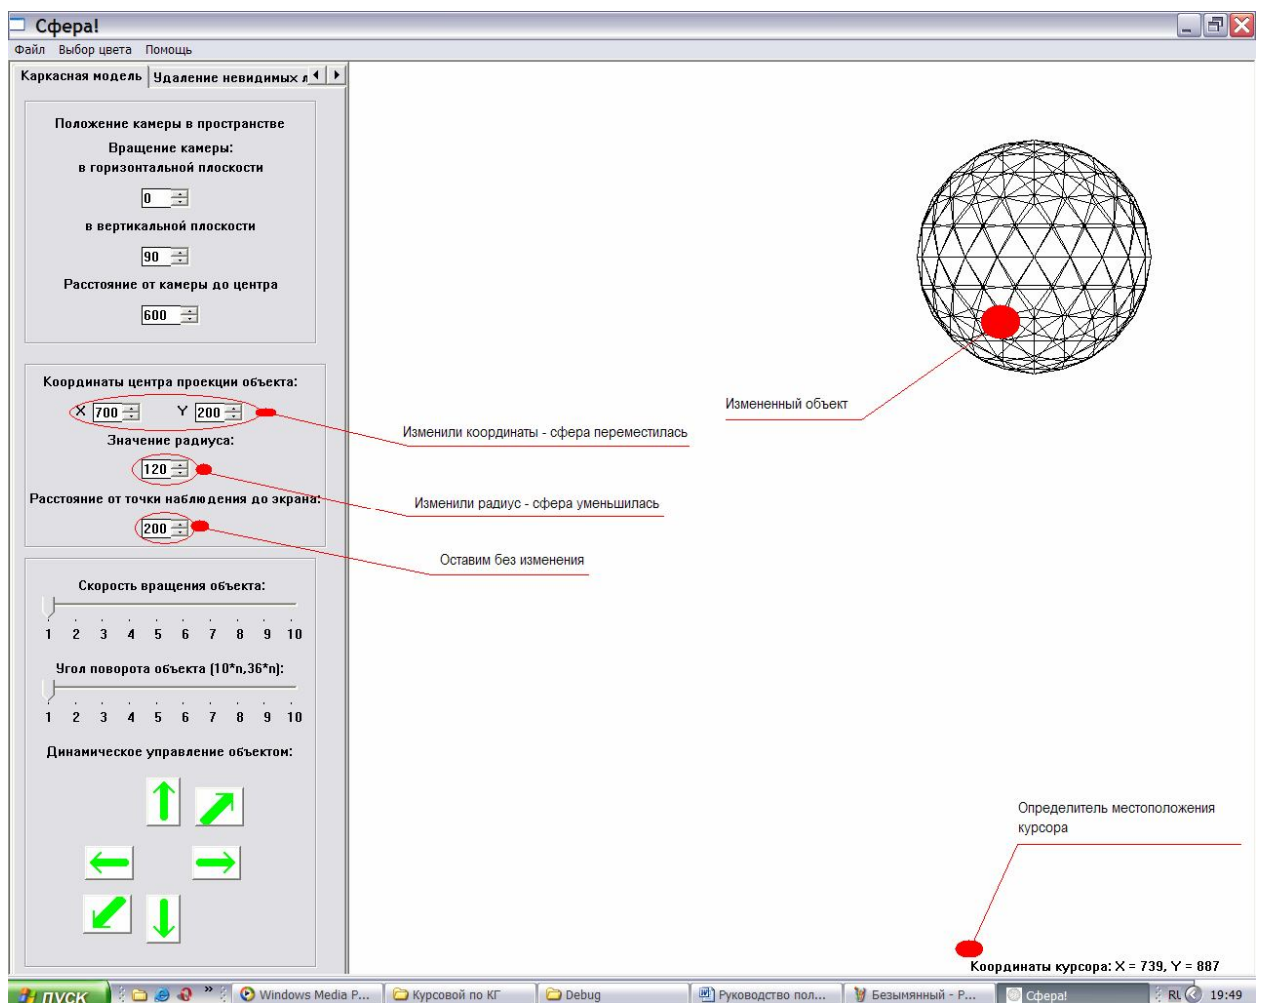 Сфера!
Файл Выбор цвета Помощь
Каркасная модель Удаление невидимых л
Положение камеры в пространстве
Вращение камеры:
в горизонтальной плоскости
0
в вертикальной плоскости
90
Расстояние от камеры до центра
600
Координаты центра проекции объекта:
X 700 Y 200
Значение радиуса:
120
Расстояние от точки наблюдения до экрана:
200
Скорость вращения объекта:
1 2 3 4 5 6 7 8 9 10
Угол поворота объекта (10*n,36*n):
1 2 3 4 5 6 7 8 9 10
Динамическое управление объектом:
Измененный объект
Изменили координаты - сфера переместилась
Изменили радиус - сфера уменьшилась
Оставим без изменения
Определитель местоположения
курсора
Координаты курсора: X = 739, Y = 887
пуск » Windows Media P... Курсовой по КГ Debug Руководство пол... Безымянный - P... Сфера! RL 19:49